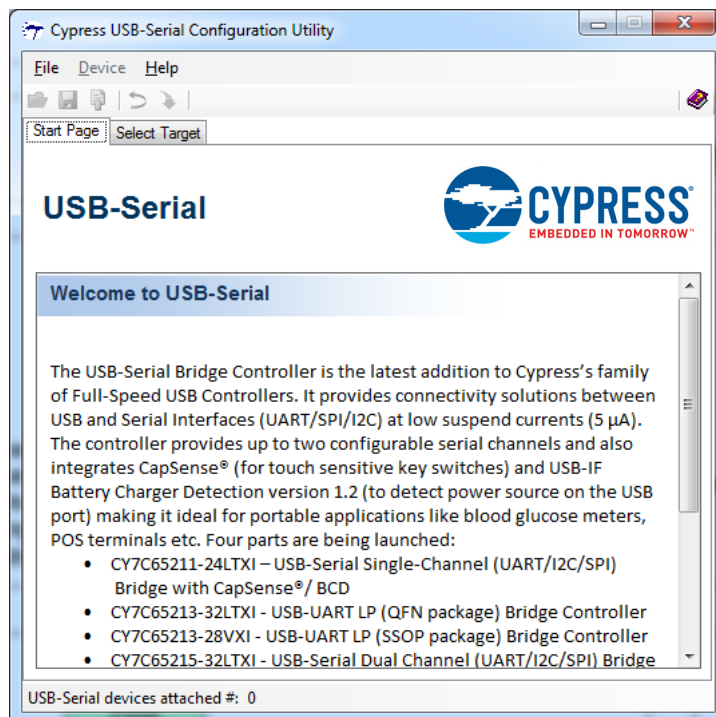 Cypress USB-Serial Configuration Utility
File Device Help
Start Page Select Target
USB-Serial
CYPRESS®
EMBEDDED IN TOMORROW™
Welcome to USB-Serial
The USB-Serial Bridge Controller is the latest addition to Cypress's family
of Full-Speed USB Controllers. It provides connectivity solutions between
USB and Serial Interfaces (UART/SPI/I2C) at low suspend currents (5 µA).
The controller provides up to two configurable serial channels and also
integrates CapSense® (for touch sensitive key switches) and USB-IF
Battery Charger Detection version 1.2 (to detect power source on the USB
port) making it ideal for portable applications like blood glucose meters,
POS terminals etc. Four parts are being launched:
• CY7C65211-24LTXI – USB-Serial Single-Channel (UART/I2C/SPI)
Bridge with CapSense®/ BCD
• CY7C65213-32LTXI - USB-UART LP (QFN package) Bridge Controller
• CY7C65213-28VXI - USB-UART LP (SSOP package) Bridge Controller
• CY7C65215-32LTXI - USB-Serial Dual Channel (UART/I2C/SPI) Bridge
USB-Serial devices attached #: 0